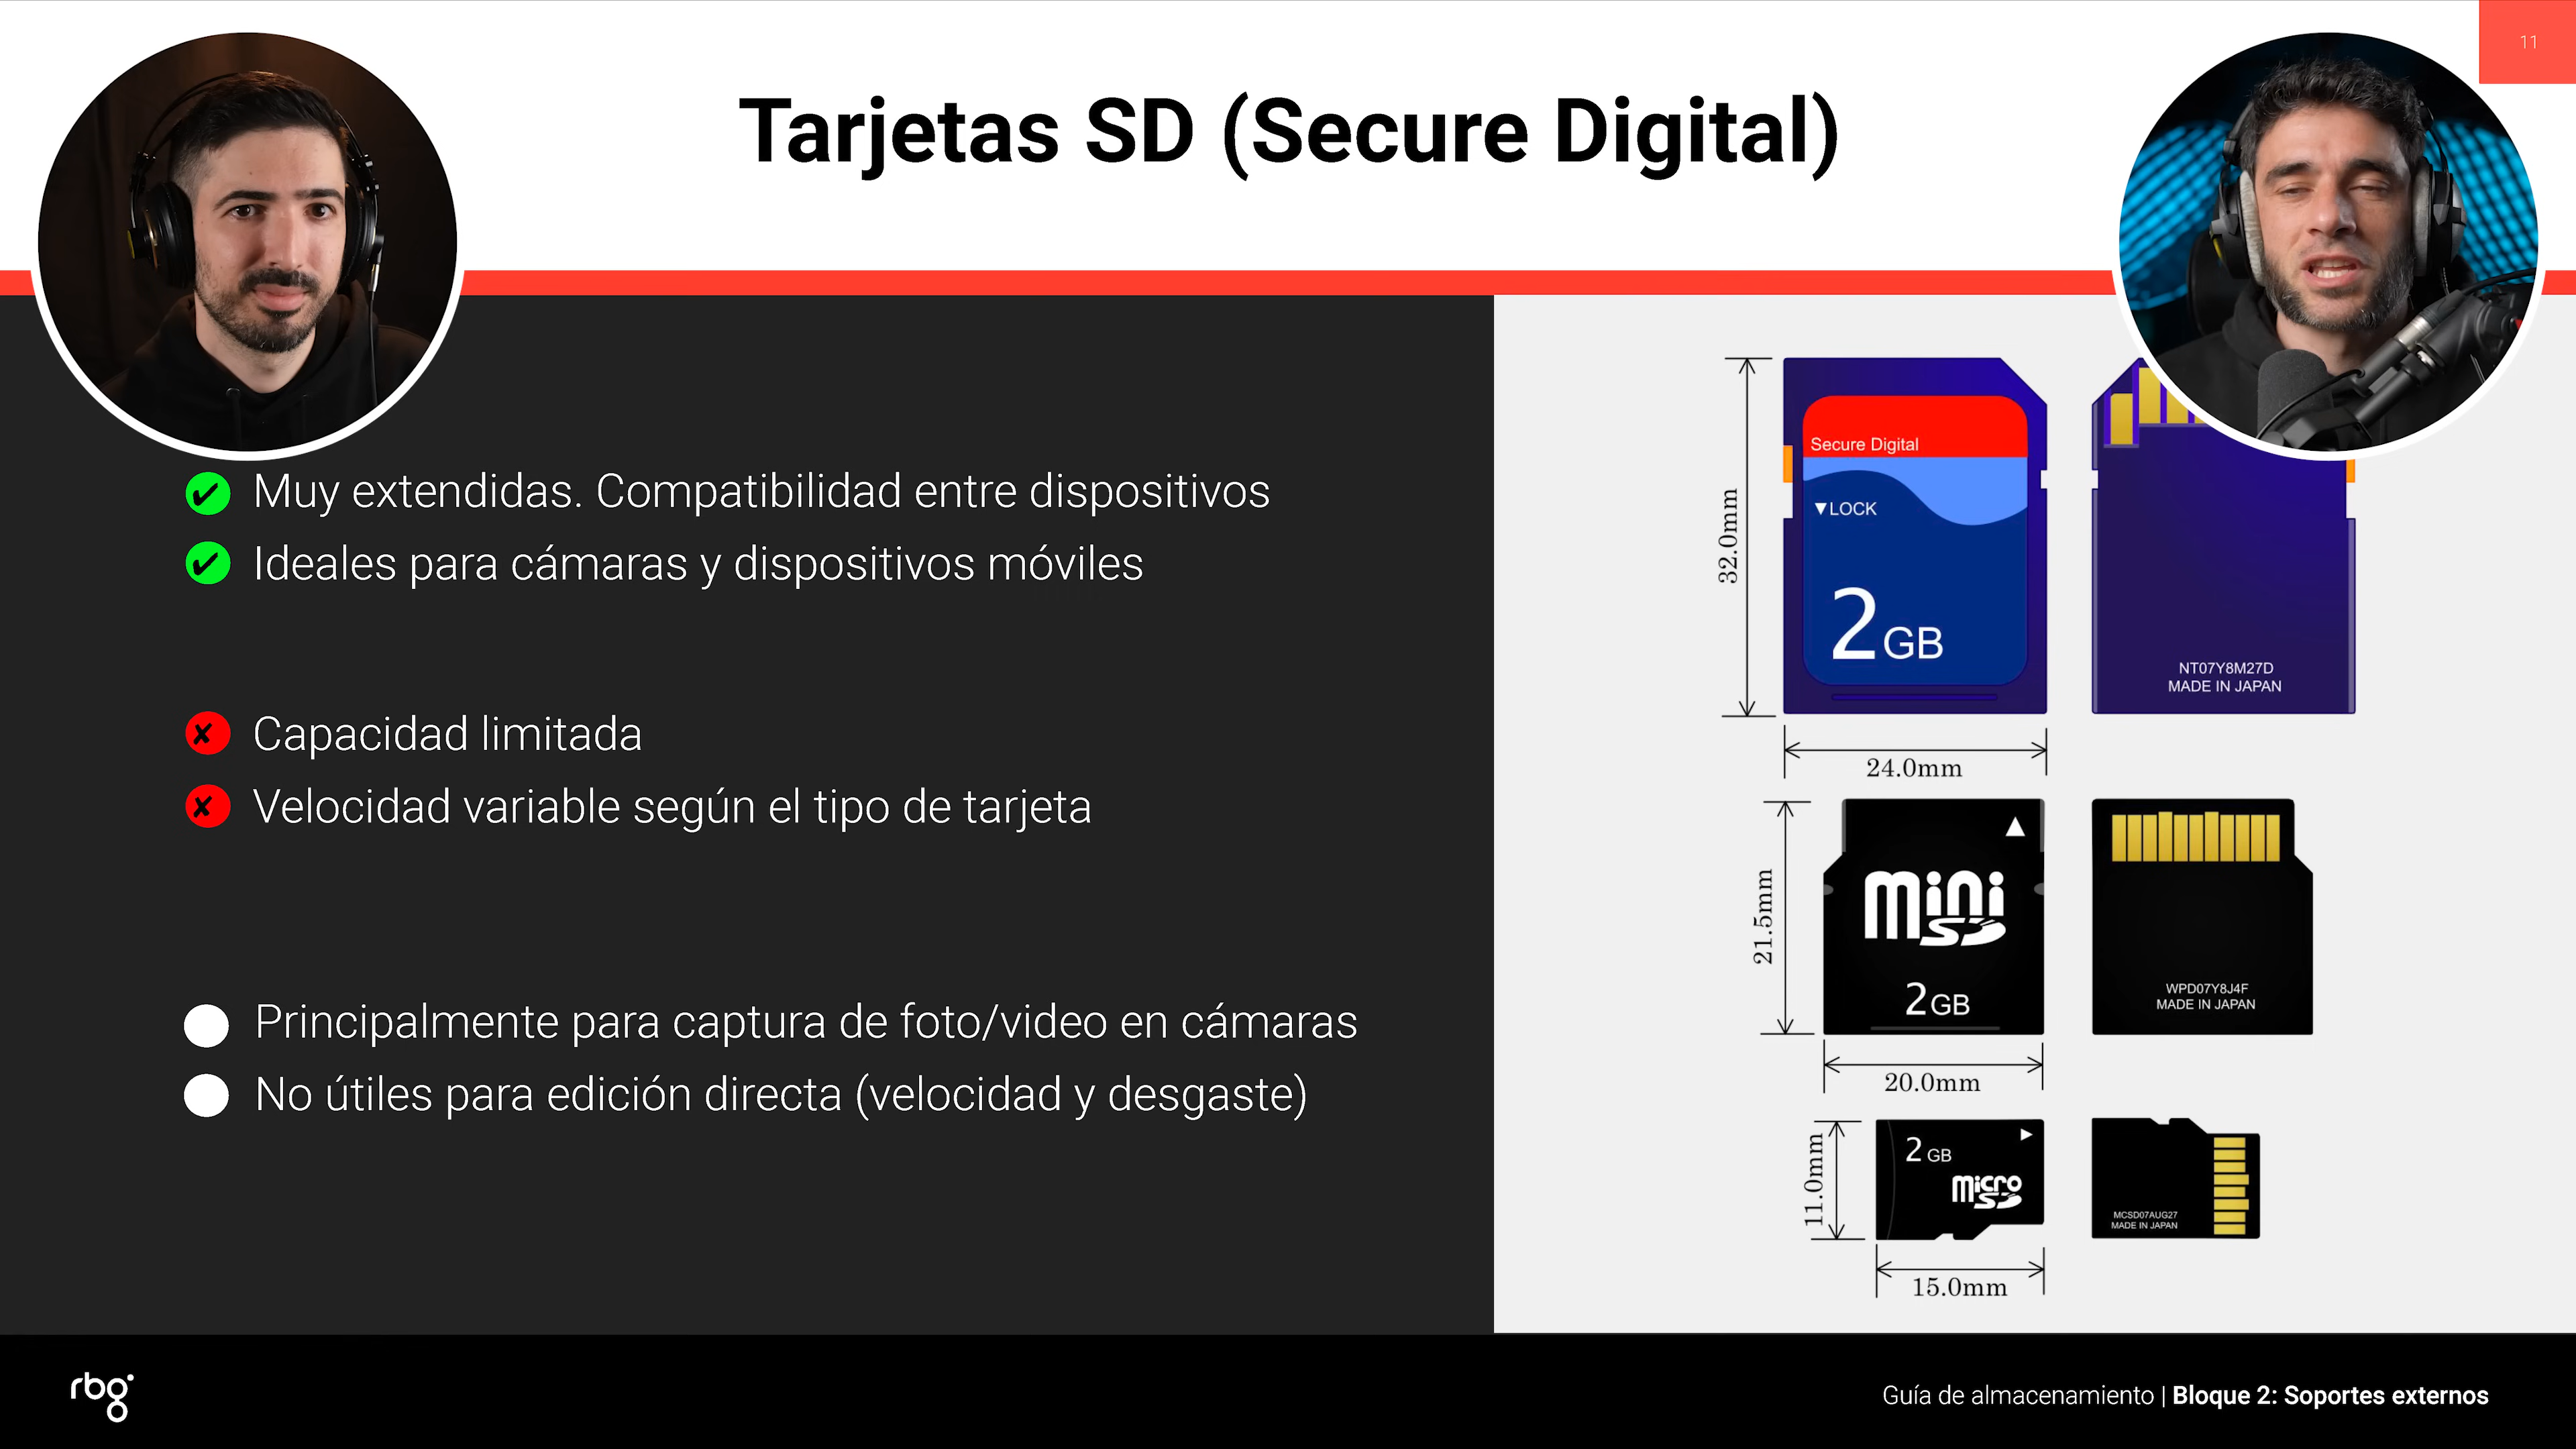 11
Tarjetas SD (Secure Digital)
Muy extendidas. Compatibilidad entre dispositivos
Ideales para cámaras y dispositivos móviles
Capacidad limitada
Velocidad variable según el tipo de tarjeta
Principalmente para captura de foto/video en cámaras
No útiles para edición directa (velocidad y desgaste)
Secure Digital
▼LOCK
2 GB
32.0mm
24.0mm
NT07Y8M27D
MADE IN JAPAN
mini SD
2 GB
21.5mm
20.0mm
WPD07Y8J4F
MADE IN JAPAN
2 GB
micro SD
11.0mm
15.0mm
MCSD07AUG27
MADE IN JAPAN
rbg
Guía de almacenamiento | Bloque 2: Soportes externos